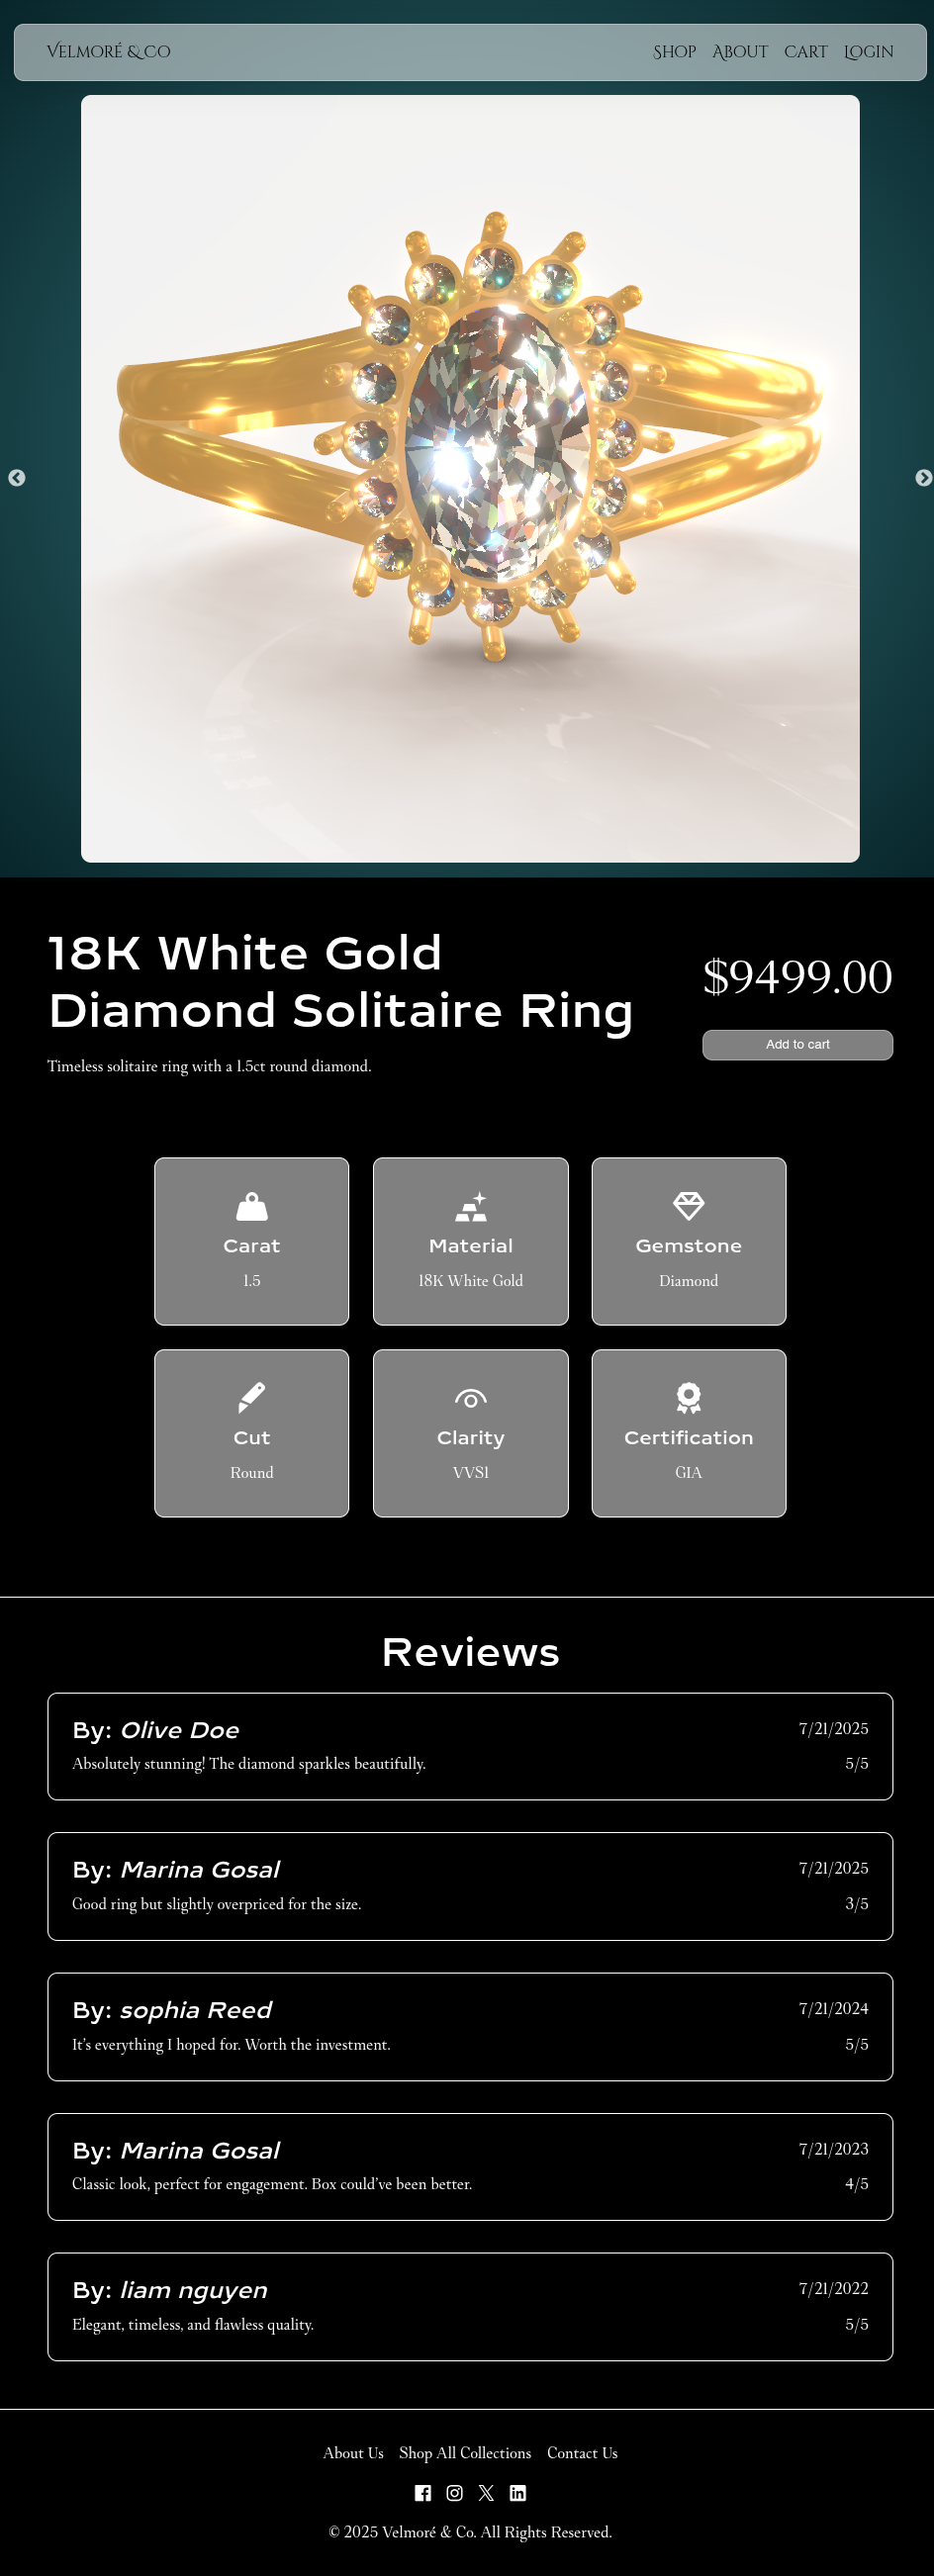 Velmoré & Co
Shop About Cart Login
18K White Gold
Diamond Solitaire Ring
$9499.00
Add to cart
Timeless solitaire ring with a 1.5ct round diamond.
Carat
1.5
Material
18K White Gold
Gemstone
Diamond
Cut
Round
Clarity
VVS1
Certification
GIA
Reviews
By: Olive Doe
7/21/2025
Absolutely stunning! The diamond sparkles beautifully.
5/5
By: Marina Gosal
7/21/2025
Good ring but slightly overpriced for the size.
3/5
By: sophia Reed
7/21/2024
It's everything I hoped for. Worth the investment.
5/5
By: Marina Gosal
7/21/2023
Classic look, perfect for engagement. Box could've been better.
4/5
By: liam nguyen
7/21/2022
Elegant, timeless, and flawless quality.
5/5
About Us Shop All Collections Contact Us
© 2025 Velmoré & Co. All Rights Reserved.